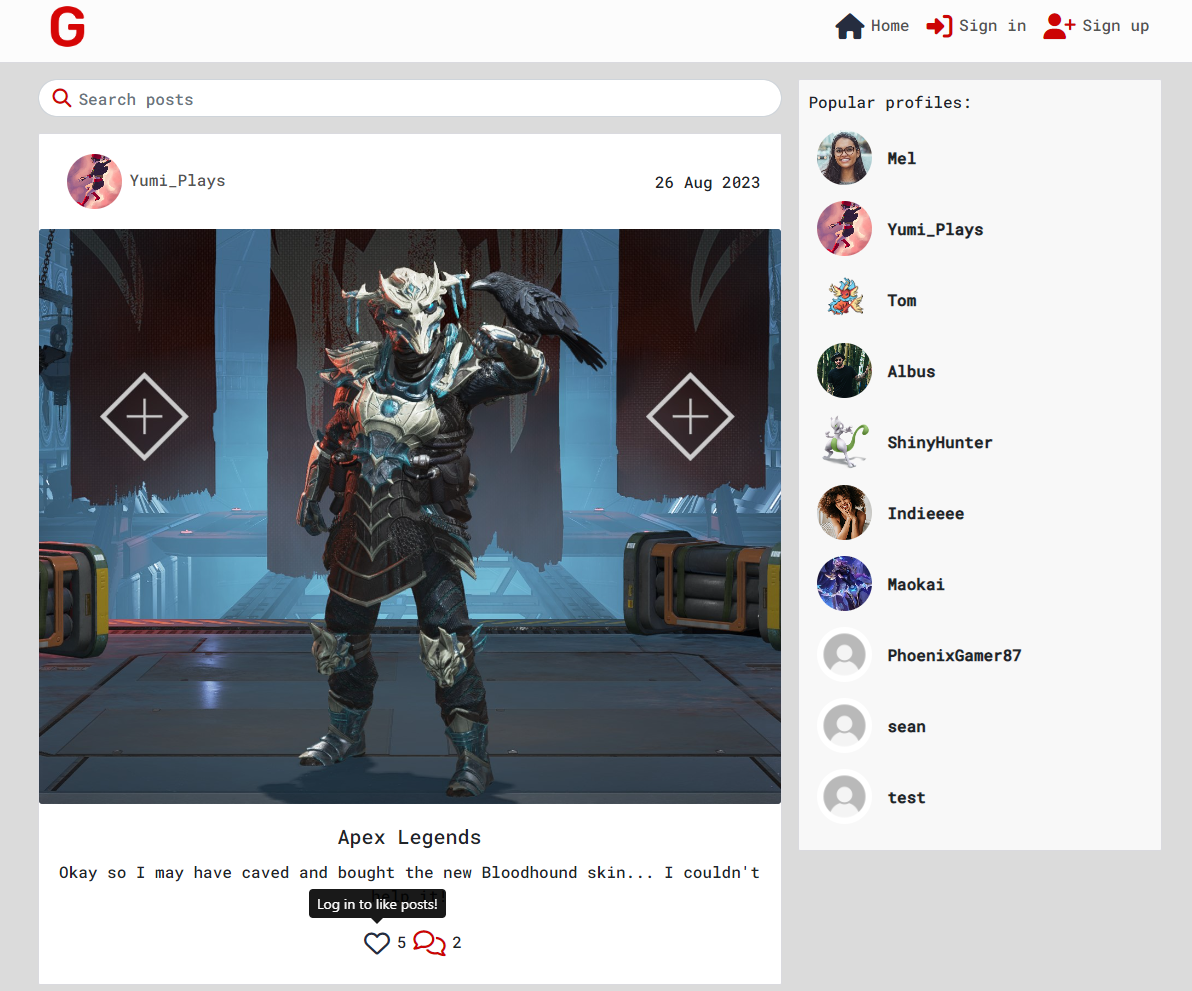 G
Home
Sign in
Sign up
Search posts
Popular profiles:
Yumi_Plays
26 Aug 2023
Mel
Yumi_Plays
Tom
Albus
ShinyHunter
Indieeee
Maokai
PhoenixGamer87
sean
test
Apex Legends
Okay so I may have caved and bought the new Bloodhound skin... I couldn't
Log in to like posts!
5
2